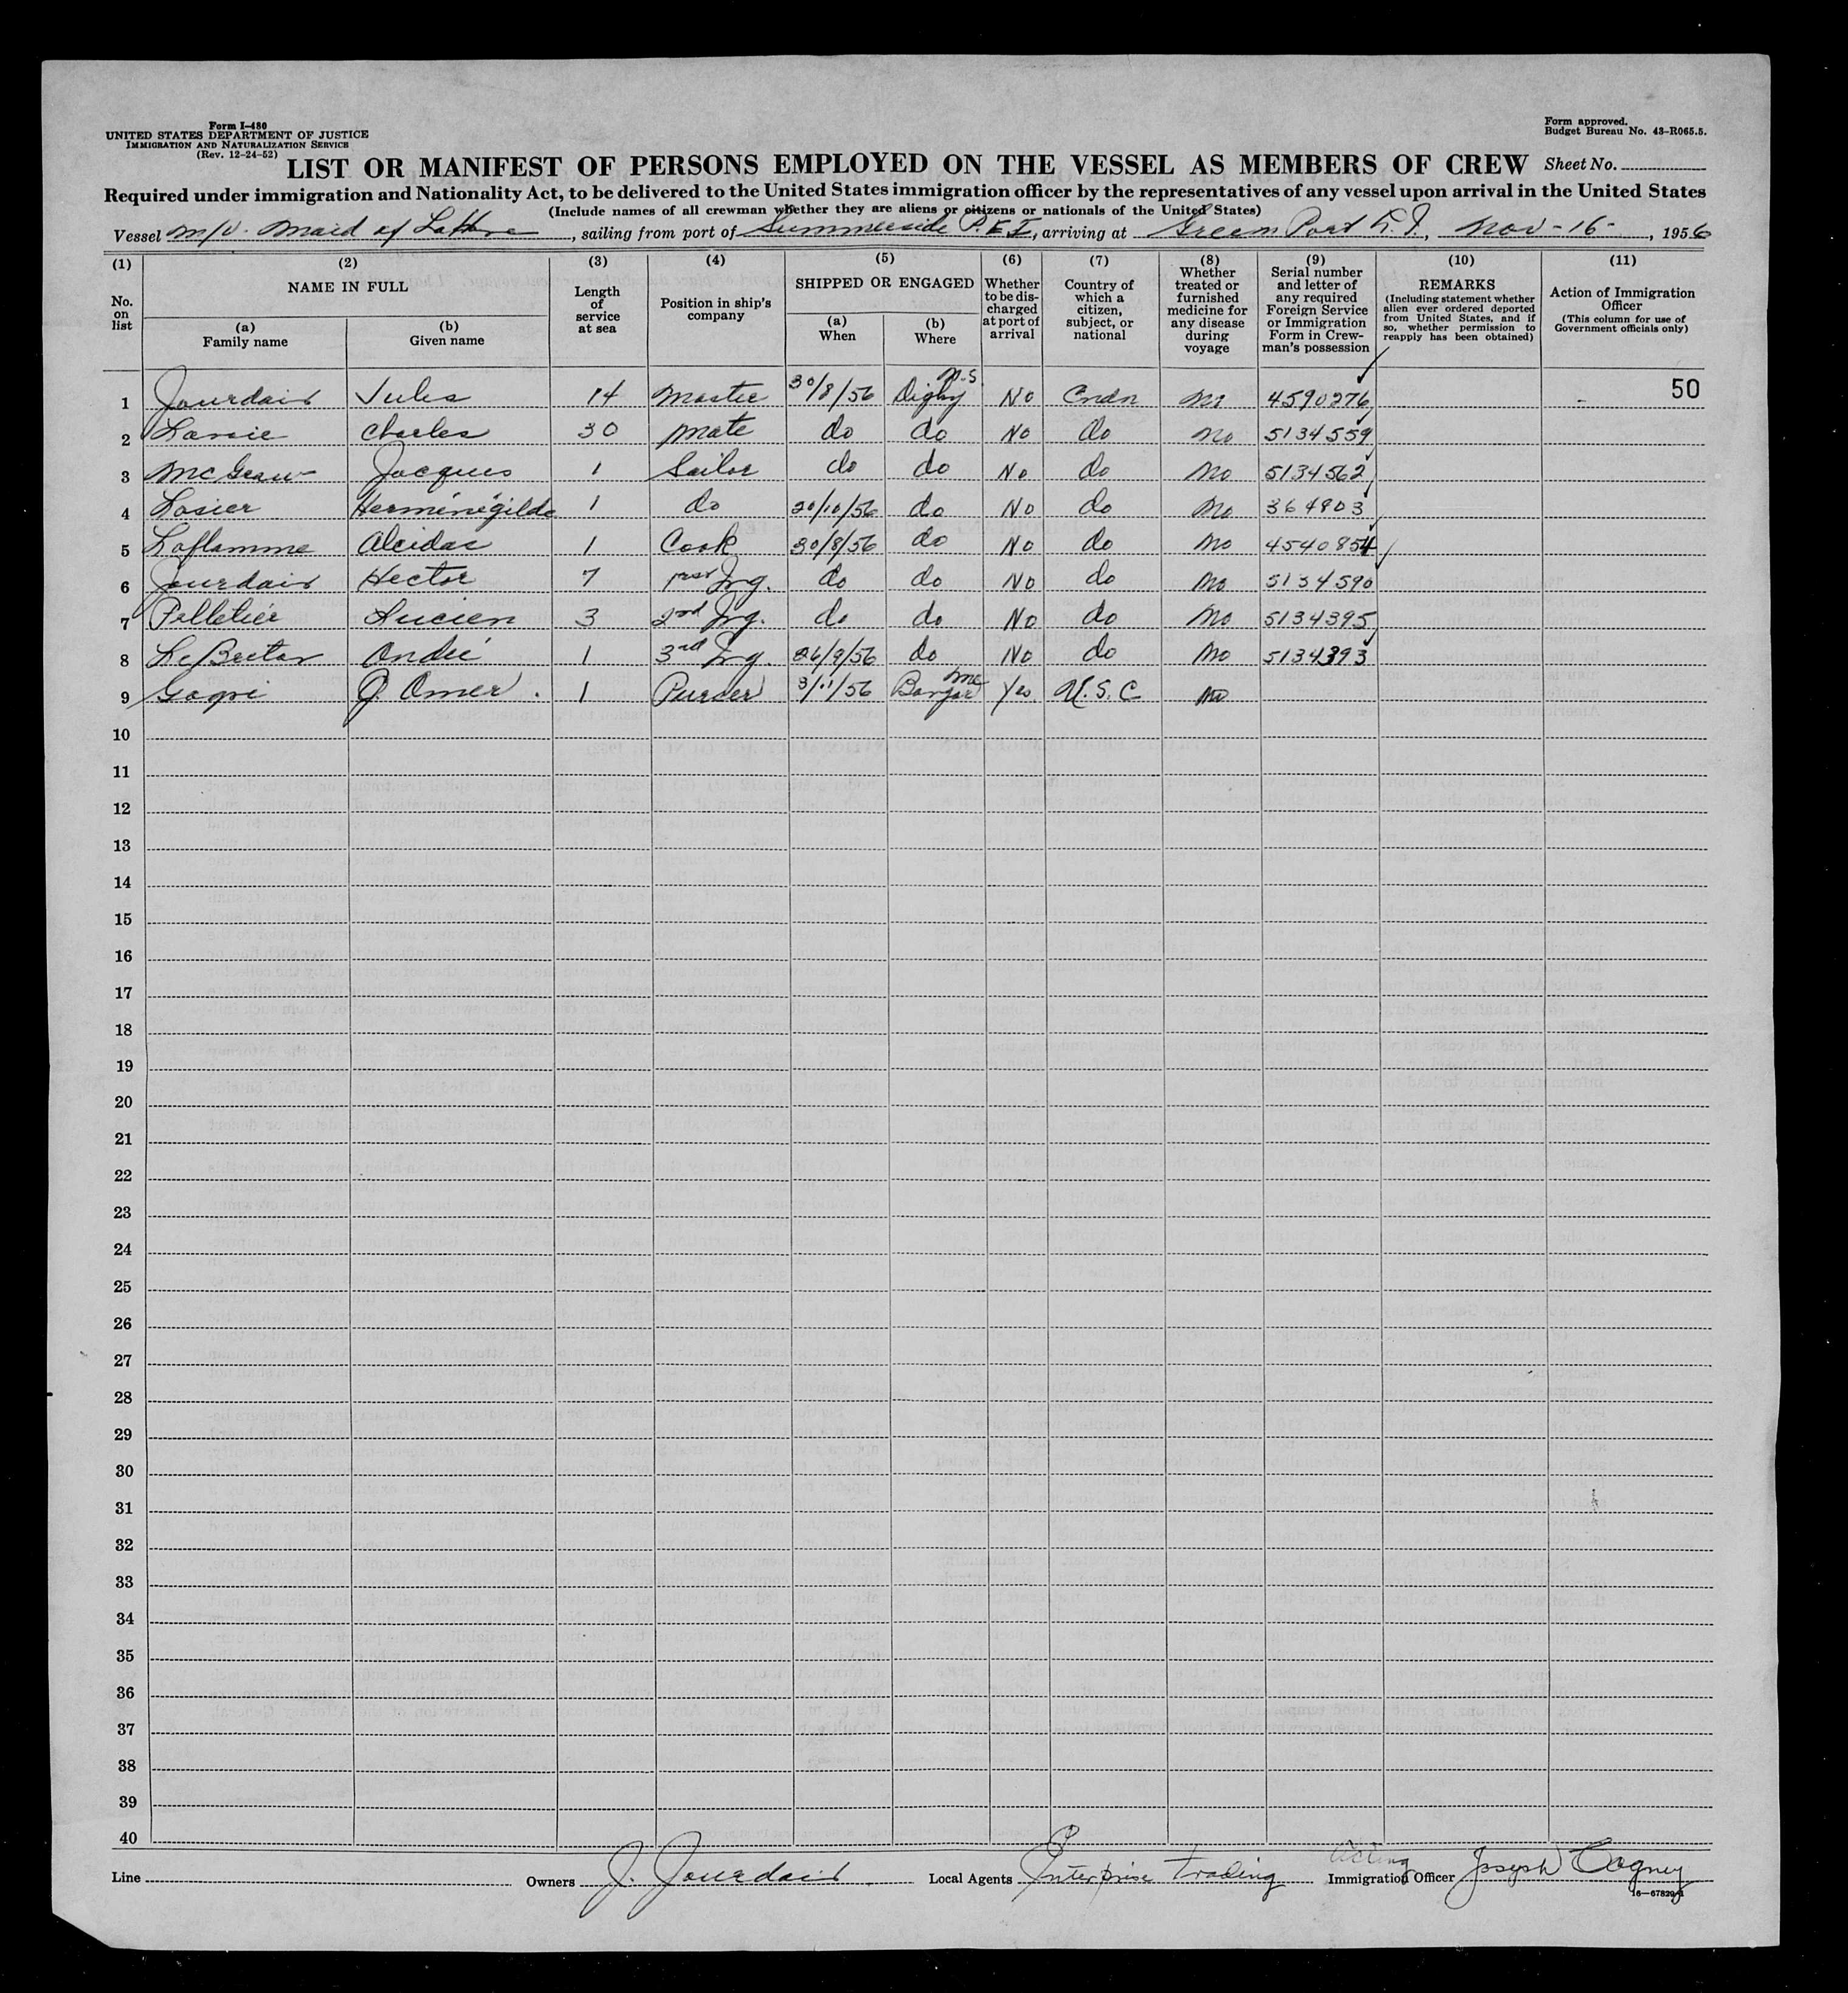 Form I-480
UNITED STATES DEPARTMENT OF JUSTICE
IMMIGRATION AND NATURALIZATION SERVICE
(Rev. 12-24-52)
Form approved.
Budget Bureau No. 43-R065.5.
LIST OR MANIFEST OF PERSONS EMPLOYED ON THE VESSEL AS MEMBERS OF CREW Sheet No.
Required under immigration and Nationality Act, to be delivered to the United States immigration officer by the representatives of any vessel upon arrival in the United States
(Include names of all crewman whether they are aliens or citizens or nationals of the United States)
Vessel M/V. Maid of , sailing from port of Summerside P.E.I., arriving at Green Port L.I., Nov-16-, 1956
(1) (2) (3) (4) (5) (6) (7) (8) (9) (10) (11)
No. on list
NAME IN FULL
(a) Family name
(b) Given name
Length of service at sea
Position in ship's company
SHIPPED OR ENGAGED
(a) When
(b) Where
Whether to be discharged at port of arrival
Country of which a citizen, subject, or national
Whether treated or furnished medicine for any disease during voyage
Serial number and letter of any required Foreign Service or Immigration Form in Crewman's possession
REMARKS
(Including statement whether alien ever ordered deported from United States, and if so, whether permission to reapply has been obtained)
Action of Immigration Officer
(This column for use of Government officials only)
1 Jourdain Jules 14 Master 30/8/56 Digby N.S. No Cndn No 4590276 50
2 Charles 30 Mate do do No do No 5134559
3 McGraw Jacques 1 Sailor do do No do No 5134562
4 Losier Herménégilde 1 do 20/10/56 do No do No 364803
5 Laflamme Alcidas 1 Cook 30/8/56 do No do No 4540854
6 Jourdain Hector 7 Eng. do do No do No 5134590
7 Pelletier Lucien 3 2nd Eng. do do No do No 5134395
8 LeBreton André 1 3rd Eng. 26/9/56 do No do No 5134393
9 J. Omer. 1 Purser 3/11/56 Bangor Me Yes U.S.C No
10
11
12
13
14
15
16
17
18
19
20
21
22
23
24
25
26
27
28
29
30
31
32
33
34
35
36
37
38
39
40
Line Owners J. Jourdain Local Agents Enterprise Trading Acting Immigration Officer Joseph Cagney